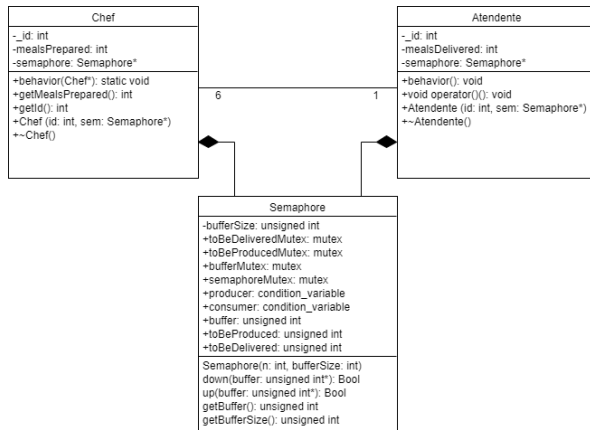 Chef
-_id: int
-mealsPrepared: int
-semaphore: Semaphore*
+behavior(Chef*): static void
+getMealsPrepared(): int
+getId(): int
+Chef (id: int, sem: Semaphore*)
+~Chef()
6
1
Atendente
-_id: int
-mealsDelivered: int
-semaphore: Semaphore*
+behavior(): void
+void operator()(): void
+Atendente (id: int, sem: Semaphore*)
+~Atendente()
Semaphore
-bufferSize: unsigned int
+toBeDeliveredMutex: mutex
+toBeProducedMutex: mutex
+bufferMutex: mutex
+semaphoreMutex: mutex
+producer: condition_variable
+consumer: condition_variable
+buffer: unsigned int
+toBeProduced: unsigned int
+toBeDelivered: unsigned int
Semaphore(n: int, bufferSize: int)
down(buffer: unsigned int*): Bool
up(buffer: unsigned int*): Bool
getBuffer(): unsigned int
getBufferSize(): unsigned int